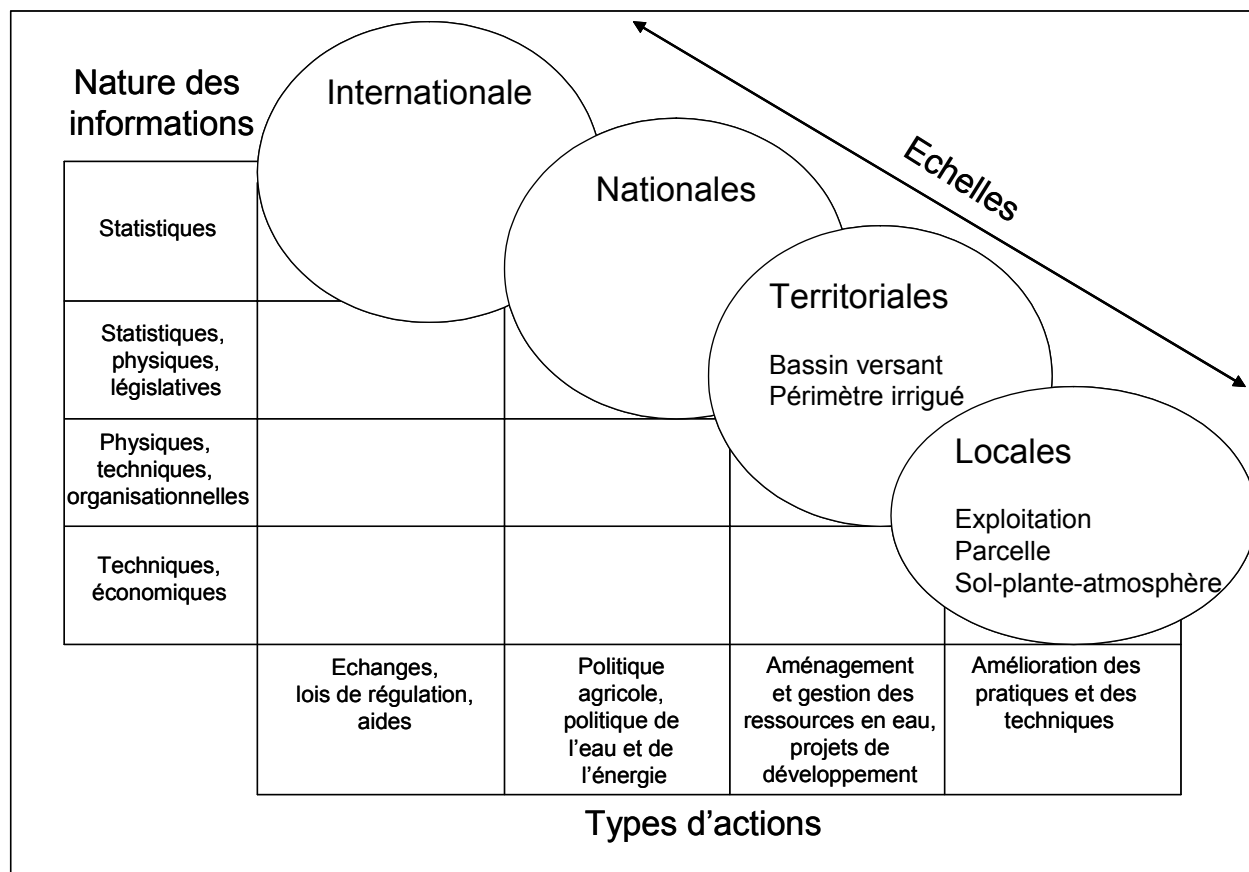 Nature des
informations
Internationale
Nationales
Echelles
Territoriales
Bassin versant
Périmètre irrigué
Locales
Exploitation
Parcelle
Sol-plante-atmosphère
Statistiques
Statistiques,
physiques,
législatives
Physiques,
techniques,
organisationnelles
Techniques,
économiques
Echanges,
lois de régulation,
aides
Politique
agricole,
politique de
l’eau et de
l’énergie
Aménagement
et gestion des
ressources en eau,
projets de
développement
Amélioration des
pratiques et des
techniques
Types d’actions